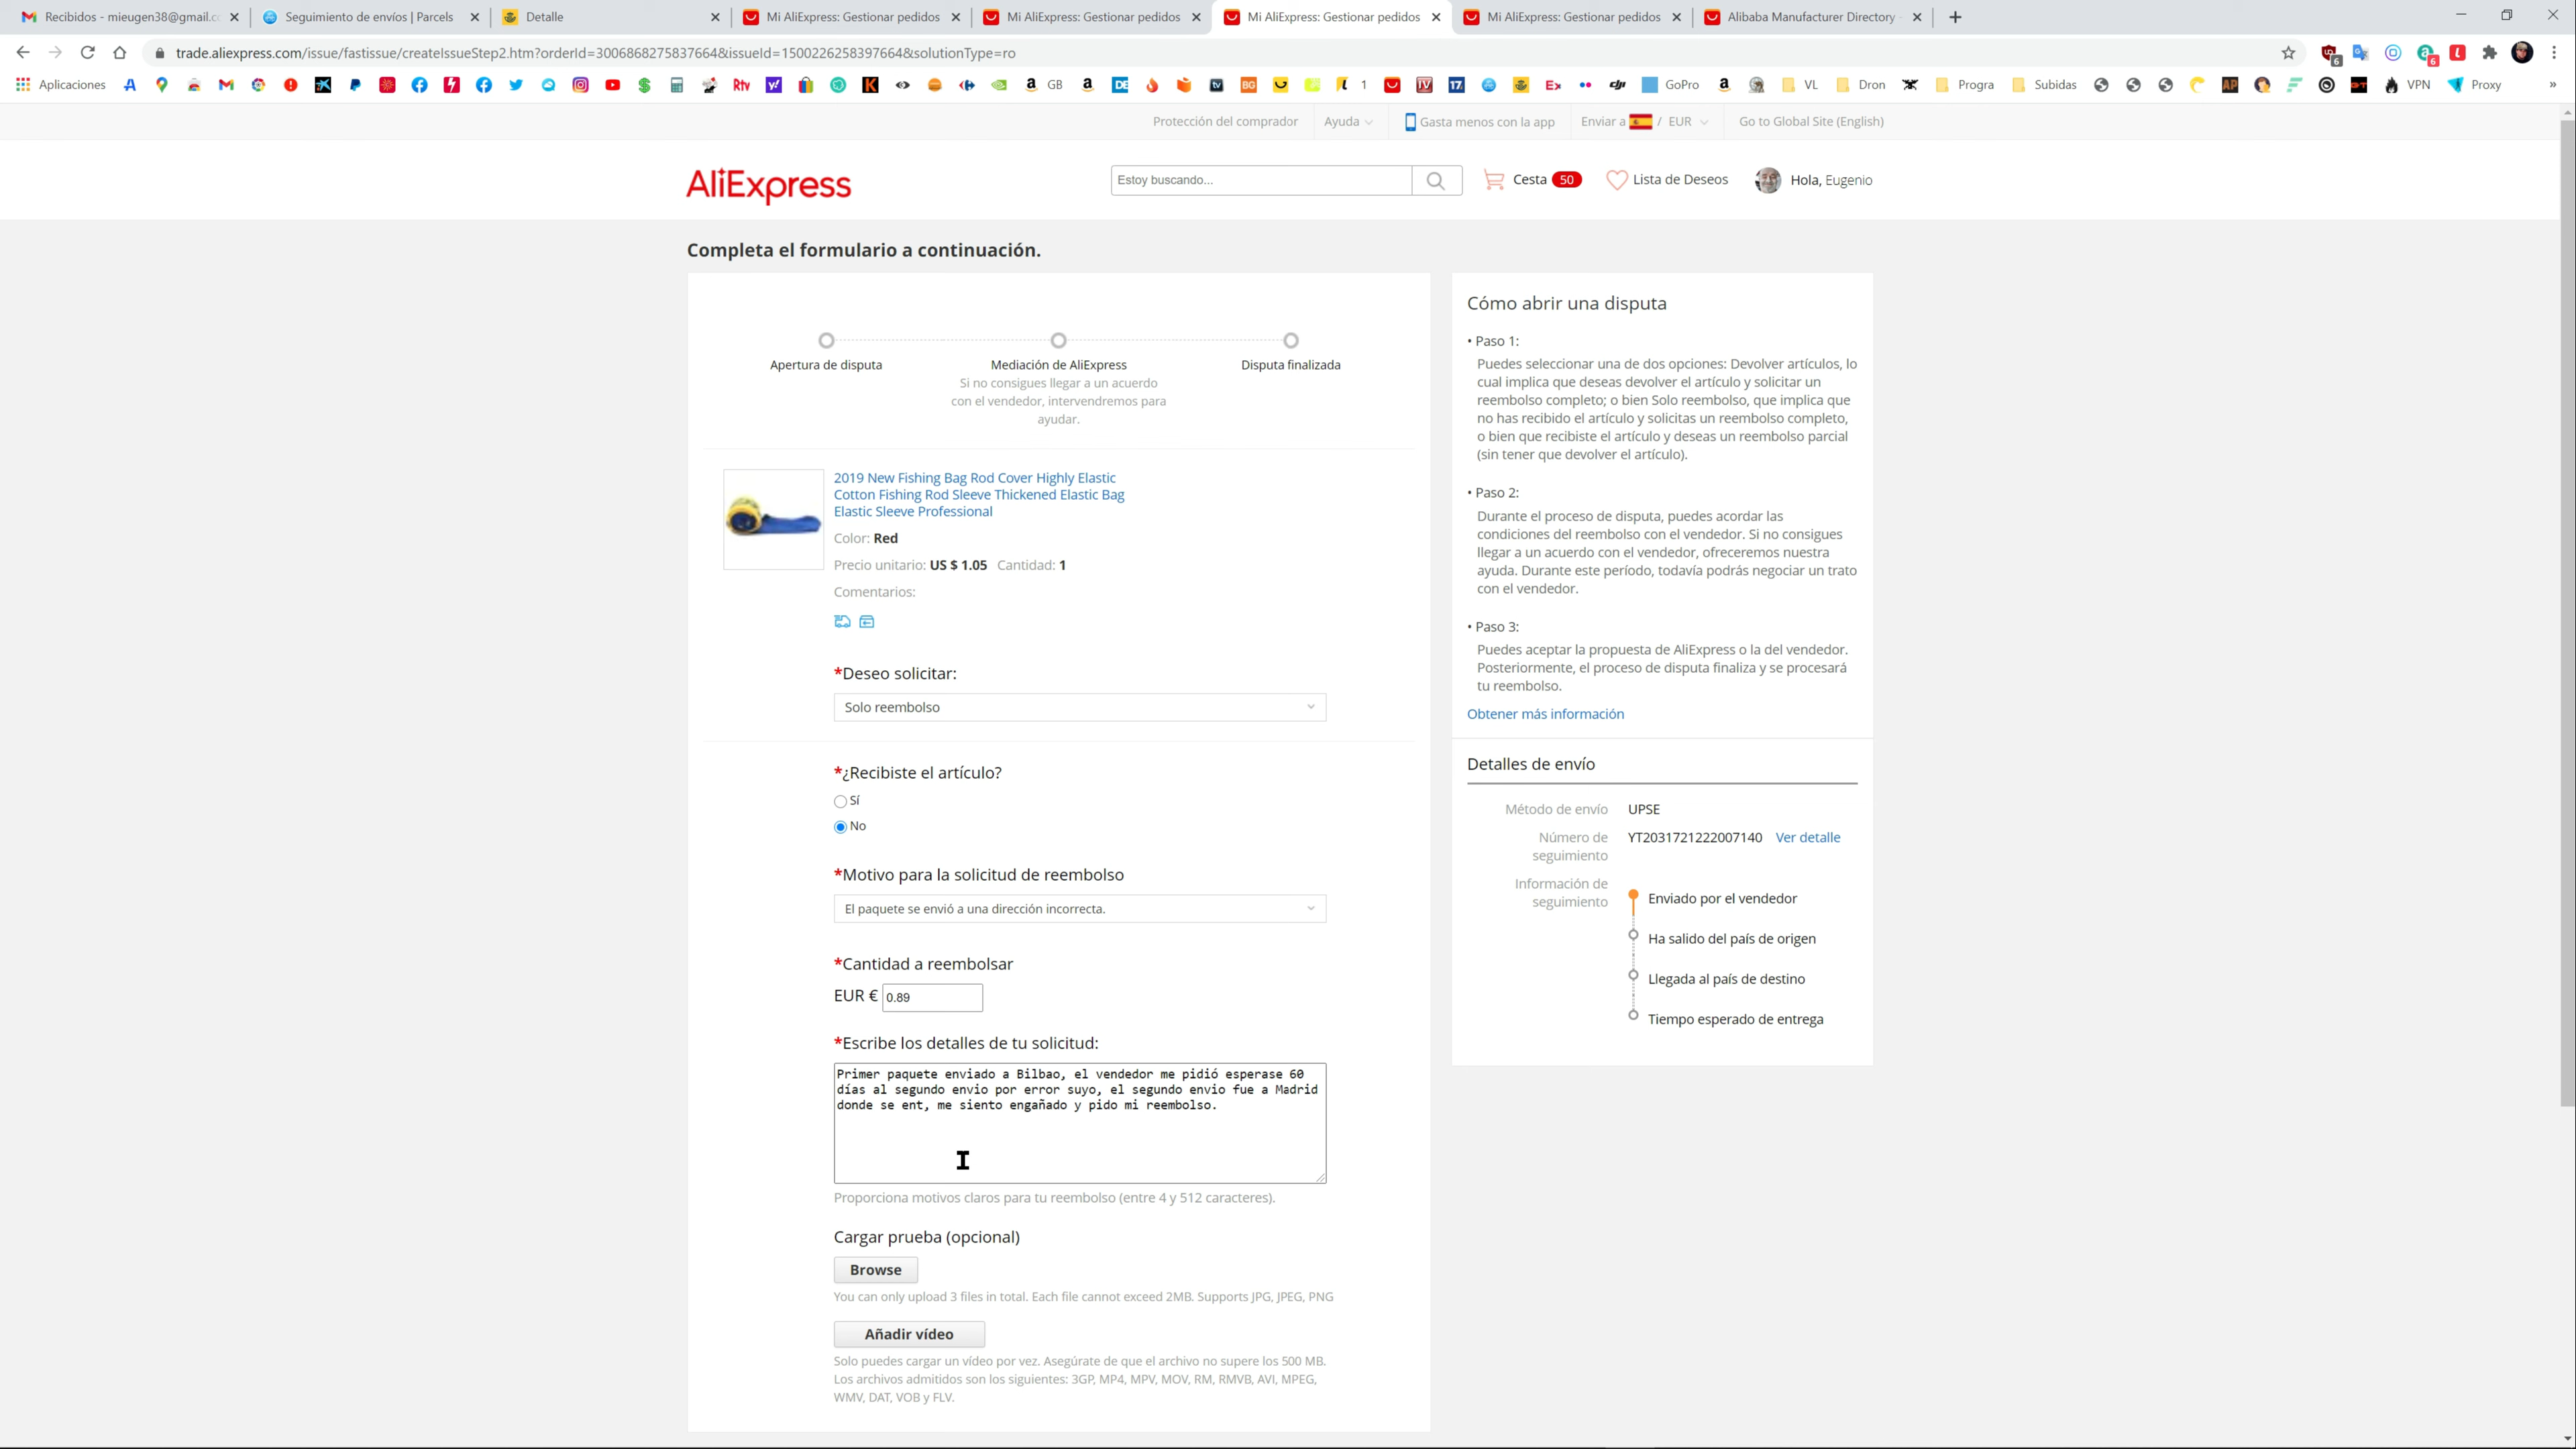 Recibidos - mieugen38@gmail.c
Seguimiento de envíos | Parcels
Detalle
Mi AliExpress: Gestionar pedidos
Mi AliExpress: Gestionar pedidos
Mi AliExpress: Gestionar pedidos
Mi AliExpress: Gestionar pedidos
Alibaba Manufacturer Directory
trade.aliexpress.com/issue/fastissue/createIssueStep2.htm?orderId=3006868275837664&issueId=1500226258397664&solutionType=ro
6
6
Aplicaciones
Rtv
GB
DE
tv
BG
1
17
Ex
dji
GoPro
VL
Dron
Progra
Subidas
AP
VPN
Proxy
»
Protección del comprador
Ayuda
Gasta menos con la app
Enviar a / EUR
Go to Global Site (English)
AliExpress
Estoy buscando...
Cesta 50
Lista de Deseos
Hola, Eugenio
Completa el formulario a continuación.
Apertura de disputa
Mediación de AliExpress
Disputa finalizada
Si no consigues llegar a un acuerdo
con el vendedor, intervendremos para
ayudar.
2019 New Fishing Bag Rod Cover Highly Elastic
Cotton Fishing Rod Sleeve Thickened Elastic Bag
Elastic Sleeve Professional
Color: Red
Precio unitario: US $ 1.05 Cantidad: 1
Comentarios:
*Deseo solicitar:
Solo reembolso
*¿Recibiste el artículo?
Sí
No
*Motivo para la solicitud de reembolso
El paquete se envió a una dirección incorrecta.
*Cantidad a reembolsar
EUR € 0.89
*Escribe los detalles de tu solicitud:
Primer paquete enviado a Bilbao, el vendedor me pidió esperase 60
días al segundo envio por error suyo, el segundo envio fue a Madrid
donde se ent, me siento engañado y pido mi reembolso.
Proporciona motivos claros para tu reembolso (entre 4 y 512 caracteres).
Cargar prueba (opcional)
Browse
You can only upload 3 files in total. Each file cannot exceed 2MB. Supports JPG, JPEG, PNG
Añadir vídeo
Solo puedes cargar un vídeo por vez. Asegúrate de que el archivo no supere los 500 MB.
Los archivos admitidos son los siguientes: 3GP, MP4, MPV, MOV, RM, RMVB, AVI, MPEG,
WMV, DAT, VOB y FLV.
Cómo abrir una disputa
• Paso 1:
Puedes seleccionar una de dos opciones: Devolver artículos, lo
cual implica que deseas devolver el artículo y solicitar un
reembolso completo; o bien Solo reembolso, que implica que
no has recibido el artículo y solicitas un reembolso completo,
o bien que recibiste el artículo y deseas un reembolso parcial
(sin tener que devolver el artículo).
• Paso 2:
Durante el proceso de disputa, puedes acordar las
condiciones del reembolso con el vendedor. Si no consigues
llegar a un acuerdo con el vendedor, ofreceremos nuestra
ayuda. Durante este período, todavía podrás negociar un trato
con el vendedor.
• Paso 3:
Puedes aceptar la propuesta de AliExpress o la del vendedor.
Posteriormente, el proceso de disputa finaliza y se procesará
tu reembolso.
Obtener más información
Detalles de envío
Método de envío UPSE
Número de seguimiento YT2031721222007140 Ver detalle
Información de seguimiento
Enviado por el vendedor
Ha salido del país de origen
Llegada al país de destino
Tiempo esperado de entrega